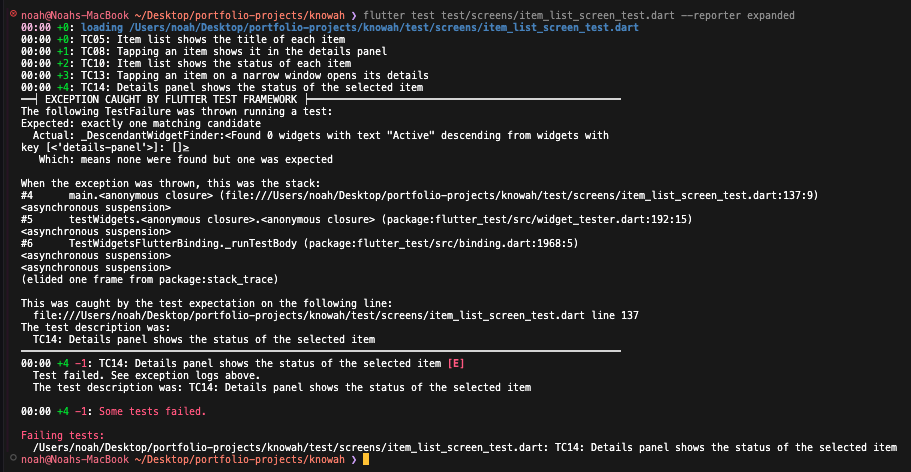 noah@Noahs-MacBook ~/Desktop/portfolio-projects/knowah ❯ flutter test test/screens/item_list_screen_test.dart --reporter expanded
00:00 +0: loading /Users/noah/Desktop/portfolio-projects/knowah/test/screens/item_list_screen_test.dart
00:00 +0: TC05: Item list shows the title of each item
00:00 +1: TC08: Tapping an item shows it in the details panel
00:00 +2: TC10: Item list shows the status of each item
00:00 +3: TC13: Tapping an item on a narrow window opens its details
00:00 +4: TC14: Details panel shows the status of the selected item
══╡ EXCEPTION CAUGHT BY FLUTTER TEST FRAMEWORK ╞════════════════════════════════════════════════════
The following TestFailure was thrown running a test:
Expected: exactly one matching candidate
  Actual: _DescendantWidgetFinder:<Found 0 widgets with text "Active" descending from widgets with
key [<'details-panel'>]: []>
   Which: means none were found but one was expected

When the exception was thrown, this was the stack:
#4      main.<anonymous closure> (file:///Users/noah/Desktop/portfolio-projects/knowah/test/screens/item_list_screen_test.dart:137:9)
<asynchronous suspension>
#5      testWidgets.<anonymous closure>.<anonymous closure> (package:flutter_test/src/widget_tester.dart:192:15)
<asynchronous suspension>
#6      TestWidgetsFlutterBinding._runTestBody (package:flutter_test/src/binding.dart:1968:5)
<asynchronous suspension>
<asynchronous suspension>
(elided one frame from package:stack_trace)

This was caught by the test expectation on the following line:
  file:///Users/noah/Desktop/portfolio-projects/knowah/test/screens/item_list_screen_test.dart line 137
The test description was:
  TC14: Details panel shows the status of the selected item
════════════════════════════════════════════════════════════════════════════════════════════════════
00:00 +4 -1: TC14: Details panel shows the status of the selected item [E]
  Test failed. See exception logs above.
  The test description was: TC14: Details panel shows the status of the selected item

00:00 +4 -1: Some tests failed.

Failing tests:
  /Users/noah/Desktop/portfolio-projects/knowah/test/screens/item_list_screen_test.dart: TC14: Details panel shows the status of the selected item
noah@Noahs-MacBook ~/Desktop/portfolio-projects/knowah ❯